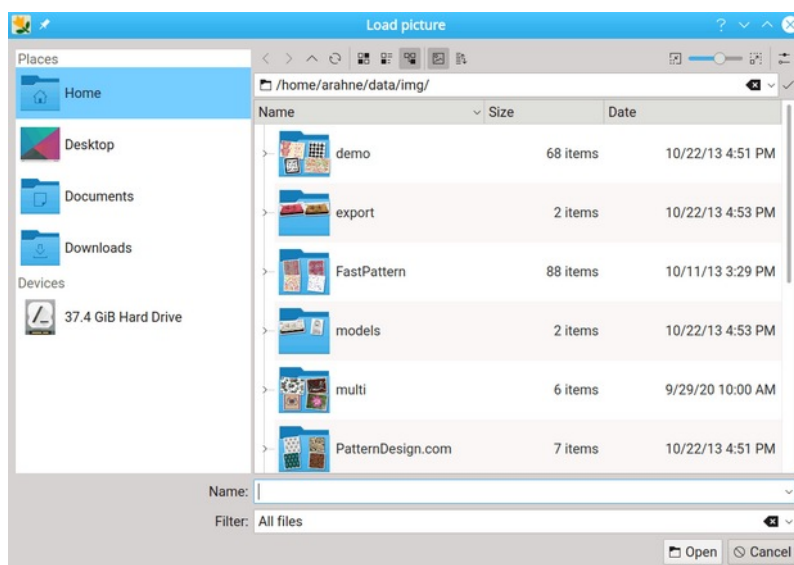 Load picture
Places
Home
Desktop
Documents
Downloads
Devices
37.4 GiB Hard Drive
/home/arahne/data/img/
Name Size Date
demo 68 items 10/22/13 4:51 PM
export 2 items 10/22/13 4:53 PM
FastPattern 88 items 10/11/13 3:29 PM
models 2 items 10/22/13 4:53 PM
multi 6 items 9/29/20 10:00 AM
PatternDesign.com 7 items 10/22/13 4:51 PM
Name:
Filter: All files
Open Cancel